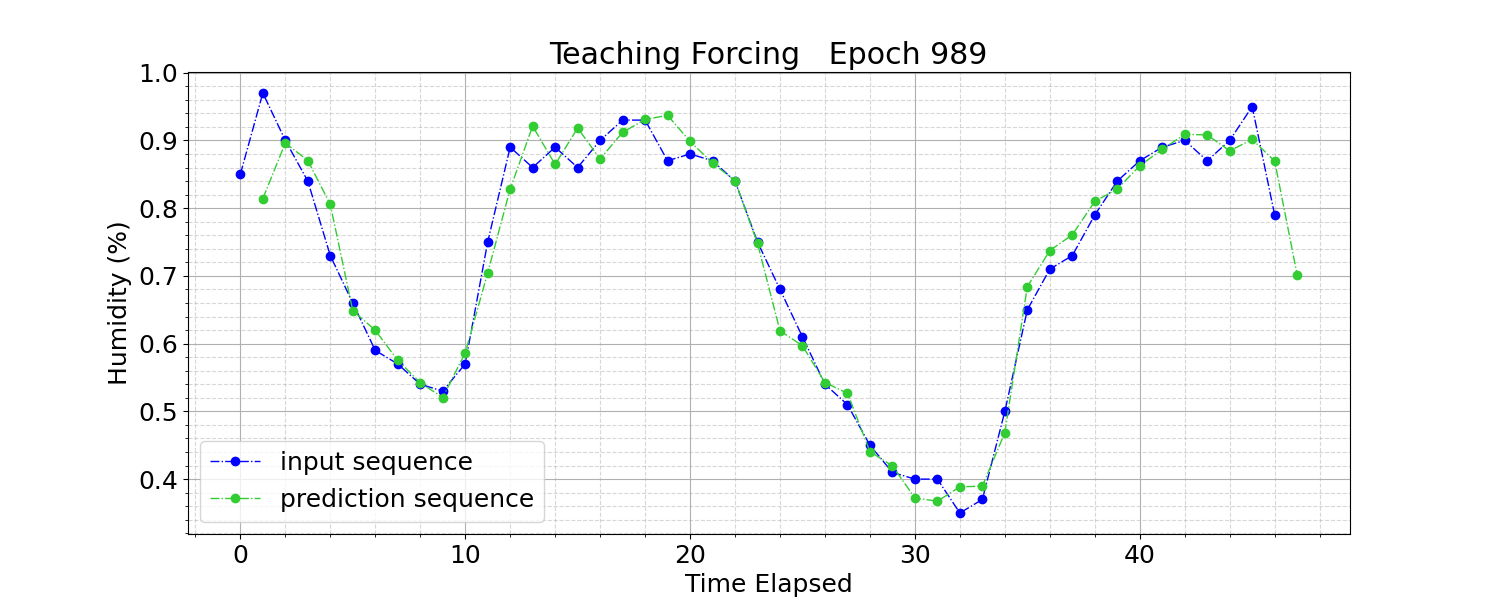 Teaching Forcing   Epoch 989
1.0
0.9
0.8
0.7
0.6
0.5
0.4
Humidity (%)
input sequence
prediction sequence
0 10 20 30 40
Time Elapsed